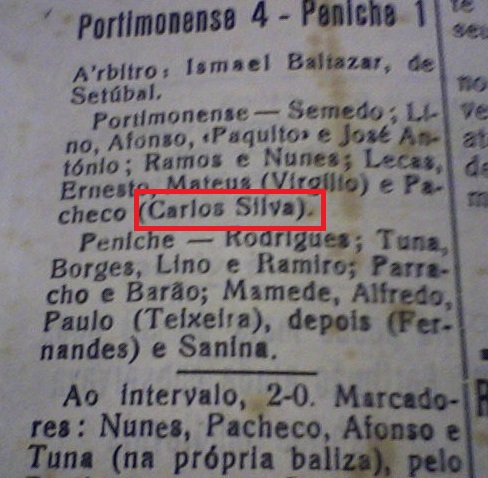 Portimonense 4 - Peniche 1
A'rbitro: Ismael Baltazar, de
Setúbal.
Portimonense — Semedo; Li-
no, Afonso, «Paquito» e José An-
tónio; Ramos e Nunes; Lecas,
Ernesto, Mateus (Virgílio) e Pa-
checo (Carlos Silva).
Peniche — Rodrigues; Tuna,
Borges, Lino e Ramiro; Parra-
cho e Barão; Mamede, Alfredo,
Paulo (Teixeira), depois (Fer-
nandes) e Sanina.
Ao intervalo, 2-0. Marcado-
res: Nunes, Pacheco, Afonso e
Tuna (na própria baliza), pelo